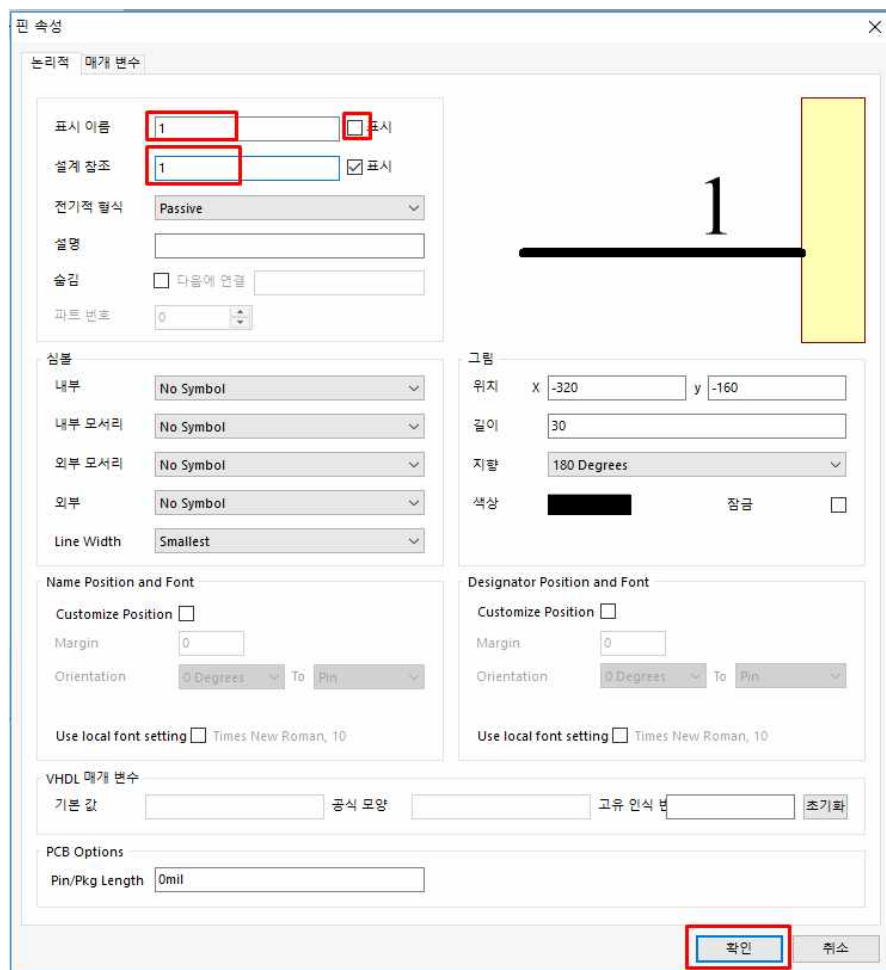 핀 속성
논리적 매개 변수
표시 이름 1 표시
설계 참조 1 표시
전기적 형식 Passive
설명
숨김 다음에 연결
파트 번호 0
1
심볼
내부 No Symbol
내부 모서리 No Symbol
외부 모서리 No Symbol
외부 No Symbol
Line Width Smallest
그림
위치 X -320 y -160
길이 30
지향 180 Degrees
색상 잠금
Name Position and Font
Customize Position
Margin 0
Orientation 0 Degrees To Pin
Use local font setting Times New Roman, 10
Designator Position and Font
Customize Position
Margin 0
Orientation 0 Degrees To Pin
Use local font setting Times New Roman, 10
VHDL 매개 변수
기본 값 공식 모양 고유 인식 초기화
PCB Options
Pin/Pkg Length 0mil
확인 취소